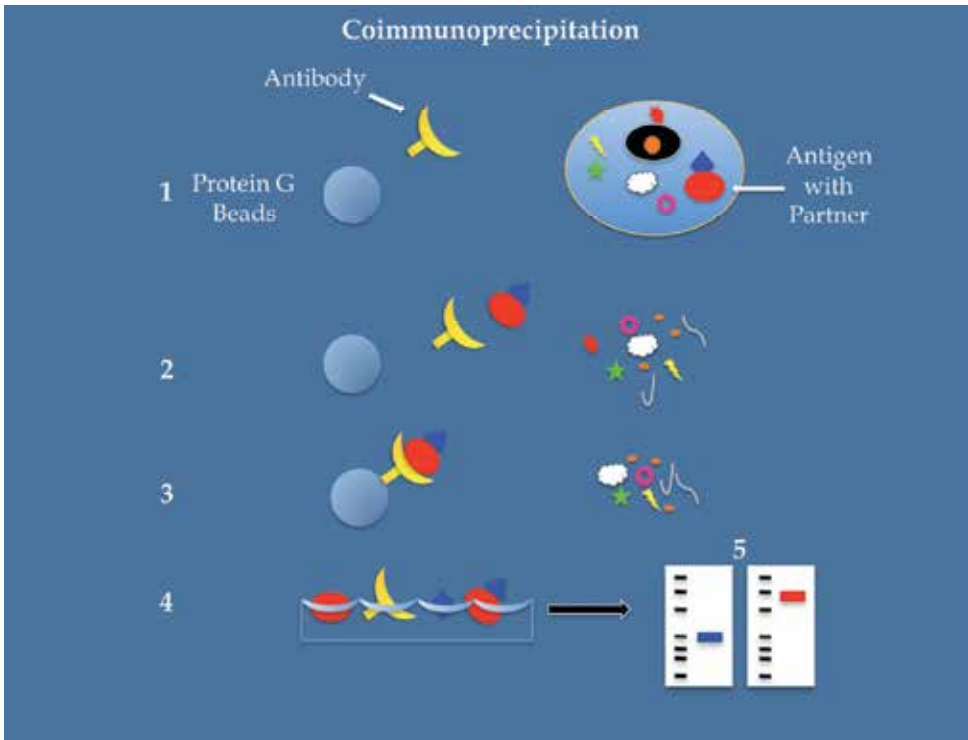 Coimmunoprecipitation
Antibody
1
Protein G
Beads
Antigen
with
Partner
2
3
4
5